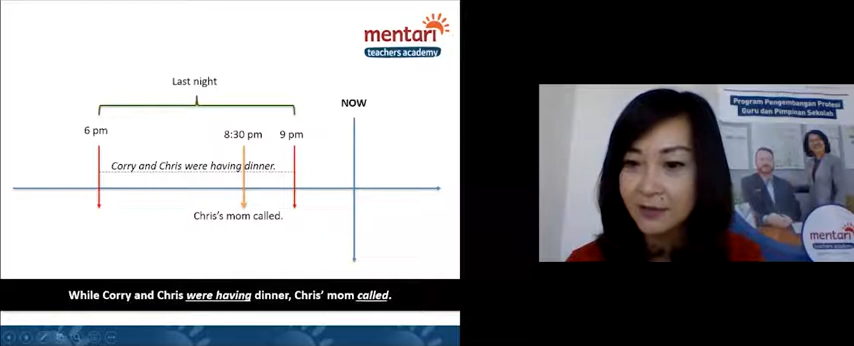 mentari
teachers academy
Last night
NOW
6 pm
8:30 pm
9 pm
Corry and Chris were having dinner.
Chris's mom called.
While Corry and Chris were having dinner, Chris' mom called.
Program Pengembangan Profesi
Guru dan Pimpinan Sekolah
mentari
teachers academy